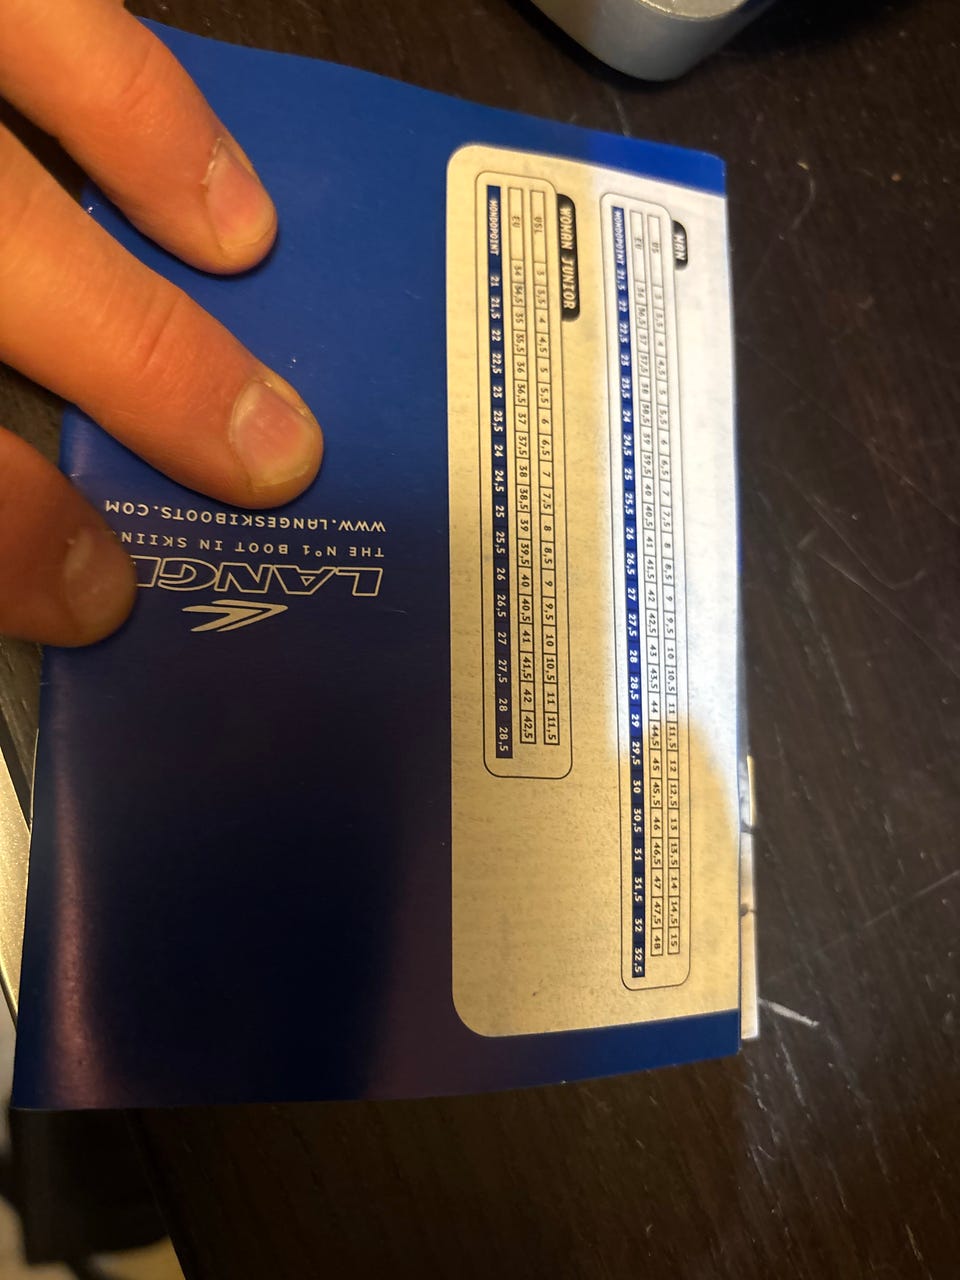 MAN
US 3 3,5 4 4,5 5 5,5 6 6,5 7 7,5 8 8,5 9 9,5 10 10,5 11 11,5 12 12,5 13 13,5 14 14,5 15
EU 36 36,5 37 37,5 38 38,5 39 39,5 40 40,5 41 41,5 42 42,5 43 43,5 44 44,5 45 45,5 46 46,5 47 47,5 48
MONDOPOINT 21,5 22 22,5 23 23,5 24 24,5 25 25,5 26 26,5 27 27,5 28 28,5 29 29,5 30 30,5 31 31,5 32 32,5
WOMAN JUNIOR
USL 3 3,5 4 4,5 5 5,5 6 6,5 7 7,5 8 8,5 9 9,5 10 10,5 11 11,5
EU 34 34,5 35 35,5 36 36,5 37 37,5 38 38,5 39 39,5 40 40,5 41 41,5 42 42,5
MONDOPOINT 21 21,5 22 22,5 23 23,5 24 24,5 25 25,5 26 26,5 27 27,5 28 28,5
LANGE
THE N°1 BOOT IN SKIIN
WWW.LANGESKIBOOTS.COM